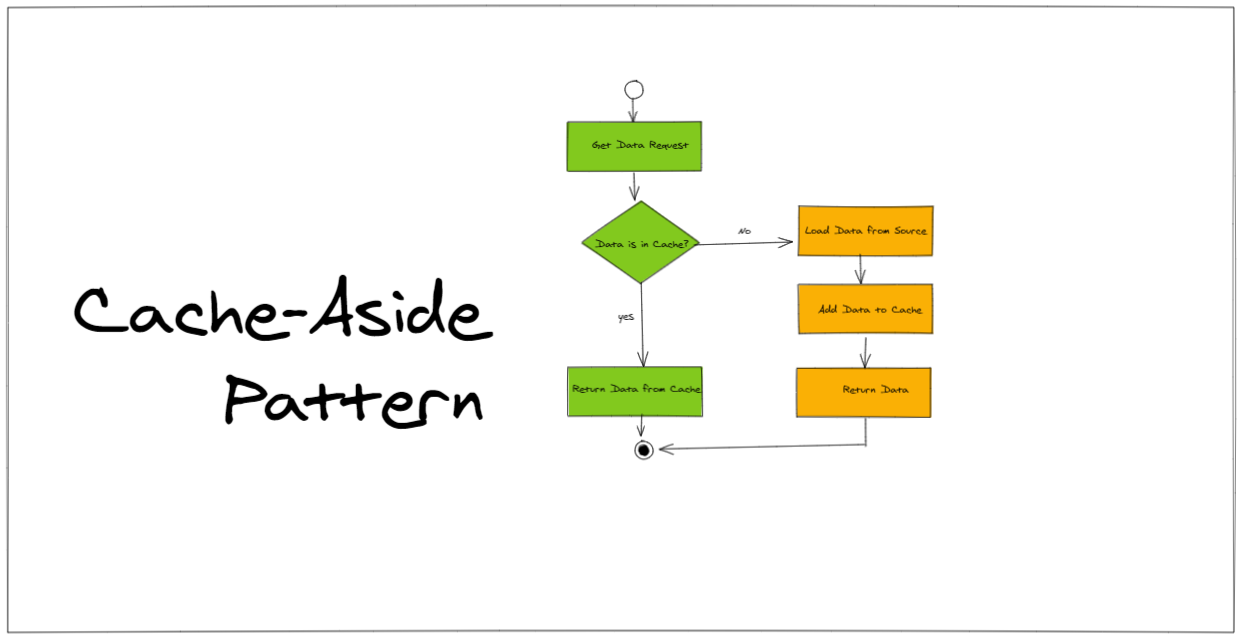 Cache-Aside
Pattern
Get Data Request
Data is in Cache?
No
yes
Return Data from Cache
Load Data from Source
Add Data to Cache
Return Data